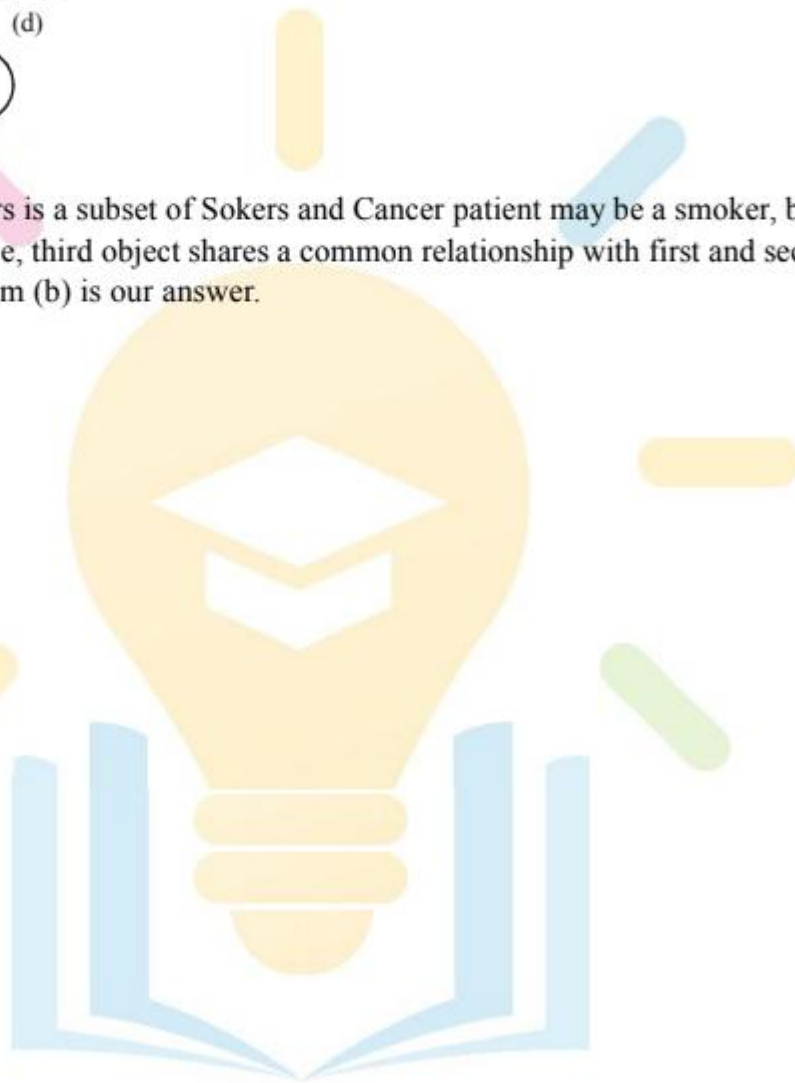 (d)
is a subset of Sokers and Cancer patient may be a smoker,
third object shares a common relationship with first and
(b) is our answer.